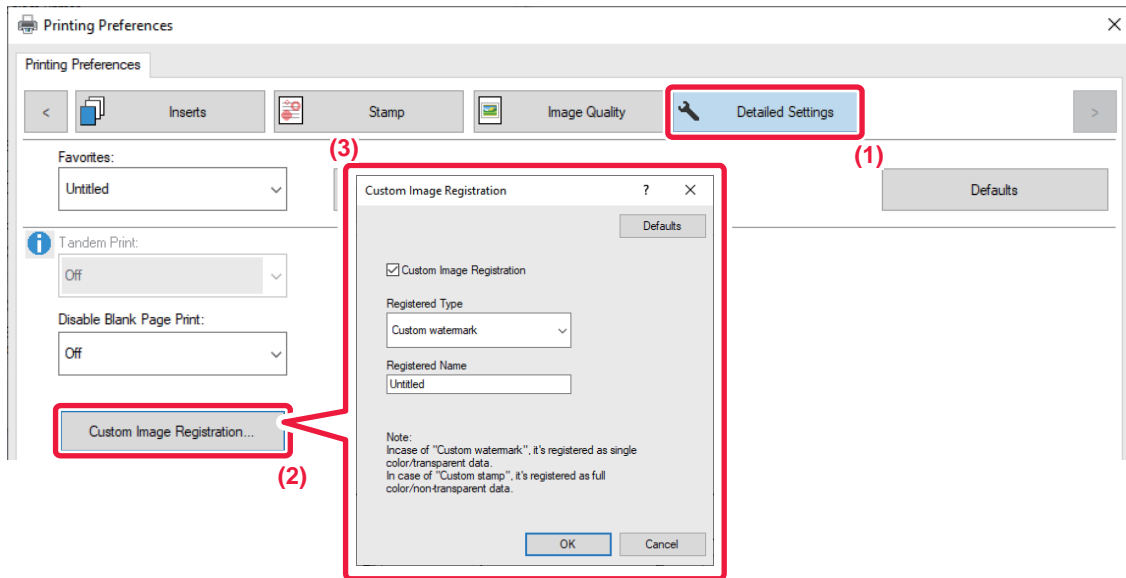 Printing Preferences
Printing Preferences
<
Inserts
Stamp
Image Quality
Detailed Settings
>
(1)
Favorites:
Untitled
Defaults
Tandem Print:
Off
Disable Blank Page Print:
Off
Custom Image Registration...
(2)
(3)
Custom Image Registration ?
Defaults
Custom Image Registration
Registered Type
Custom watermark
Registered Name
Untitled
Note:
Incase of "Custom watermark", it's registered as single
color/transparent data.
In case of "Custom stamp", it's registered as full
color/non-transparent data.
OK
Cancel